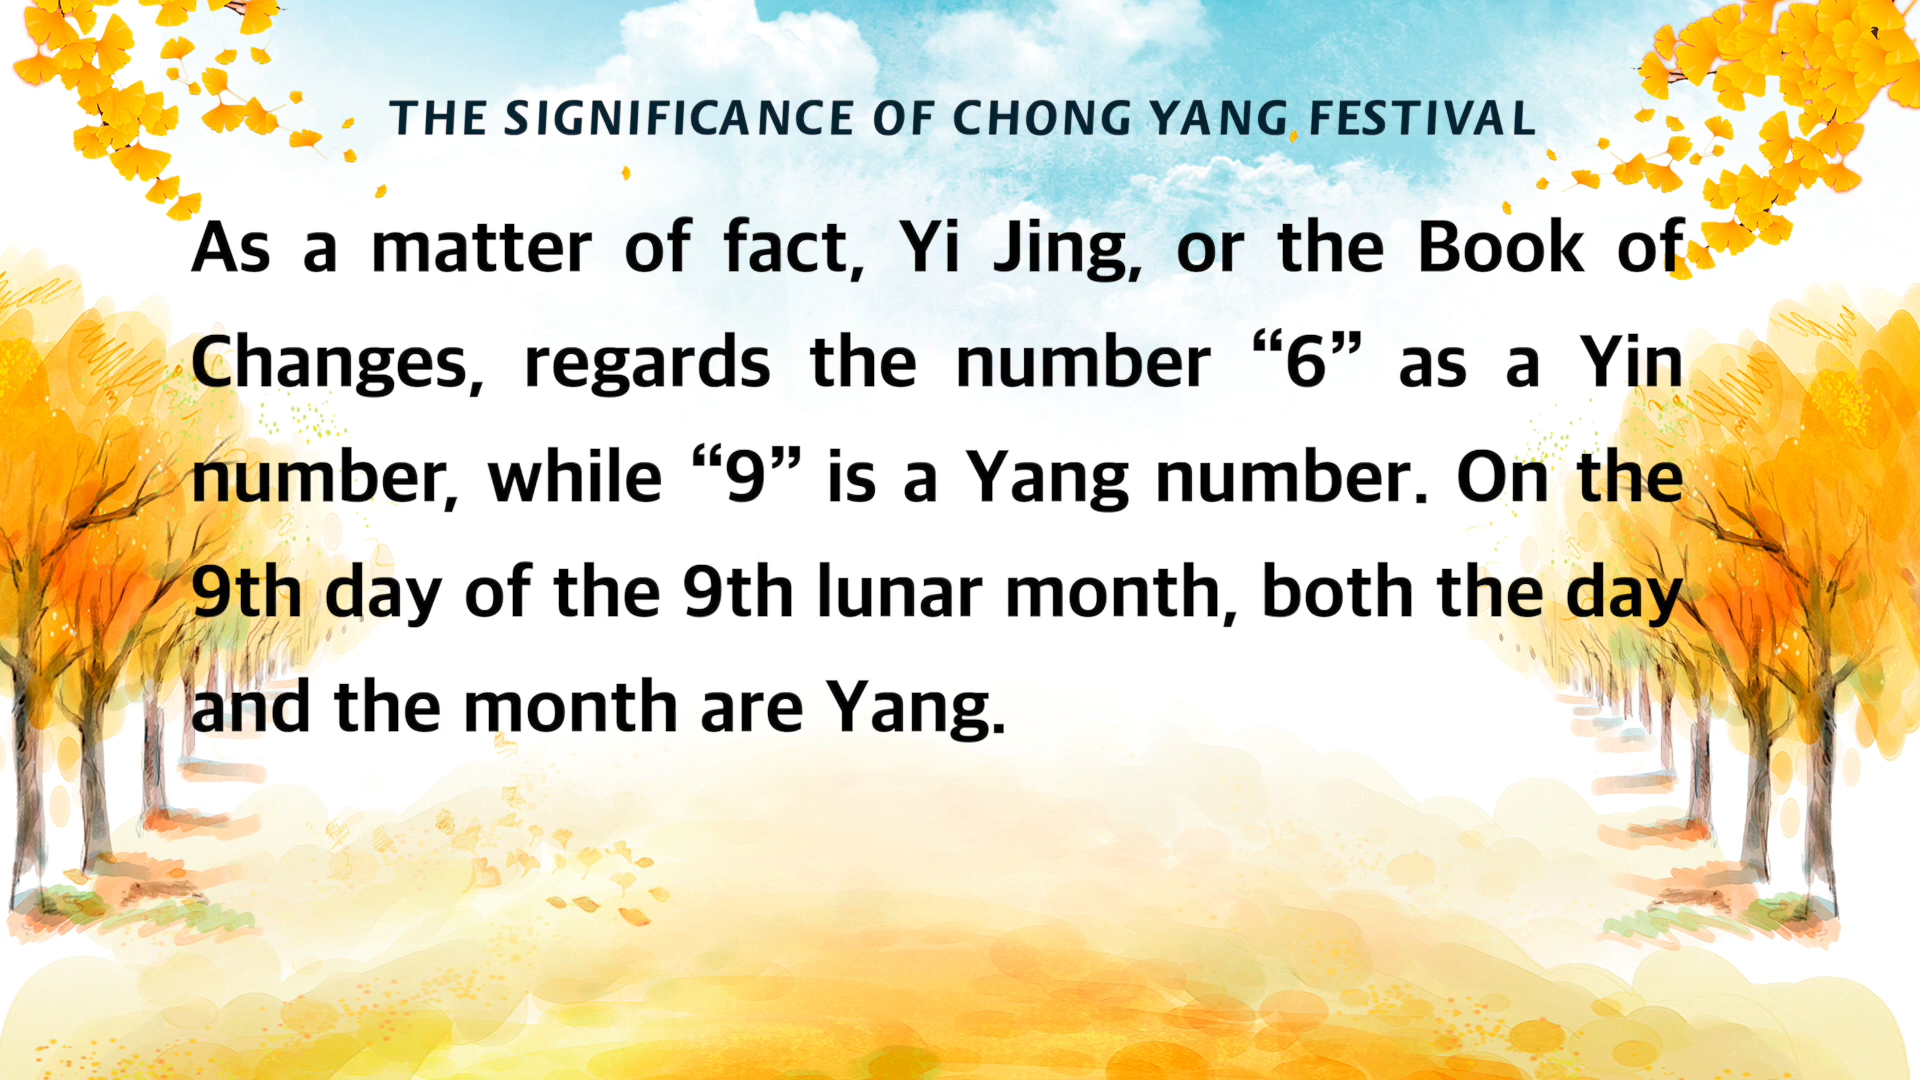 THE SIGNIFICANCE OF CHONG YANG FESTIVAL
As a matter of fact, Yi Jing, or the Book of
Changes, regards the number “6” as a Yin
number, while “9” is a Yang number. On the
9th day of the 9th lunar month, both the day
and the month are Yang.